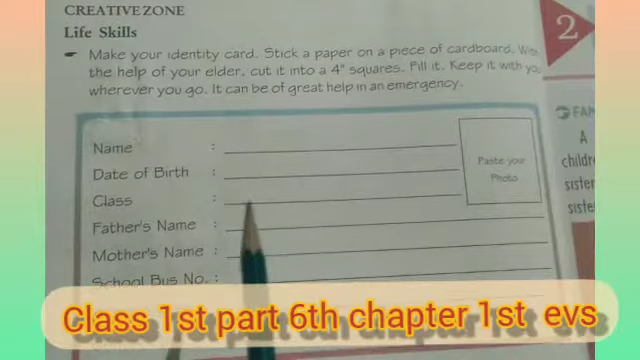 CREATIVE ZONE
Life Skills
Make your identity card. Stick a paper on a piece of cardboard. With
the help of your elder, cut it into a 4" squares. Fill it. Keep it with you
wherever you go. It can be of great help in an emergency.
Name :
Date of Birth :
Class :
Father's Name :
Mother's Name :
School Bus No. :
Paste your
Photo
2
FAM
A
childre
sister
siste
Class 1st part 6th chapter 1st evs